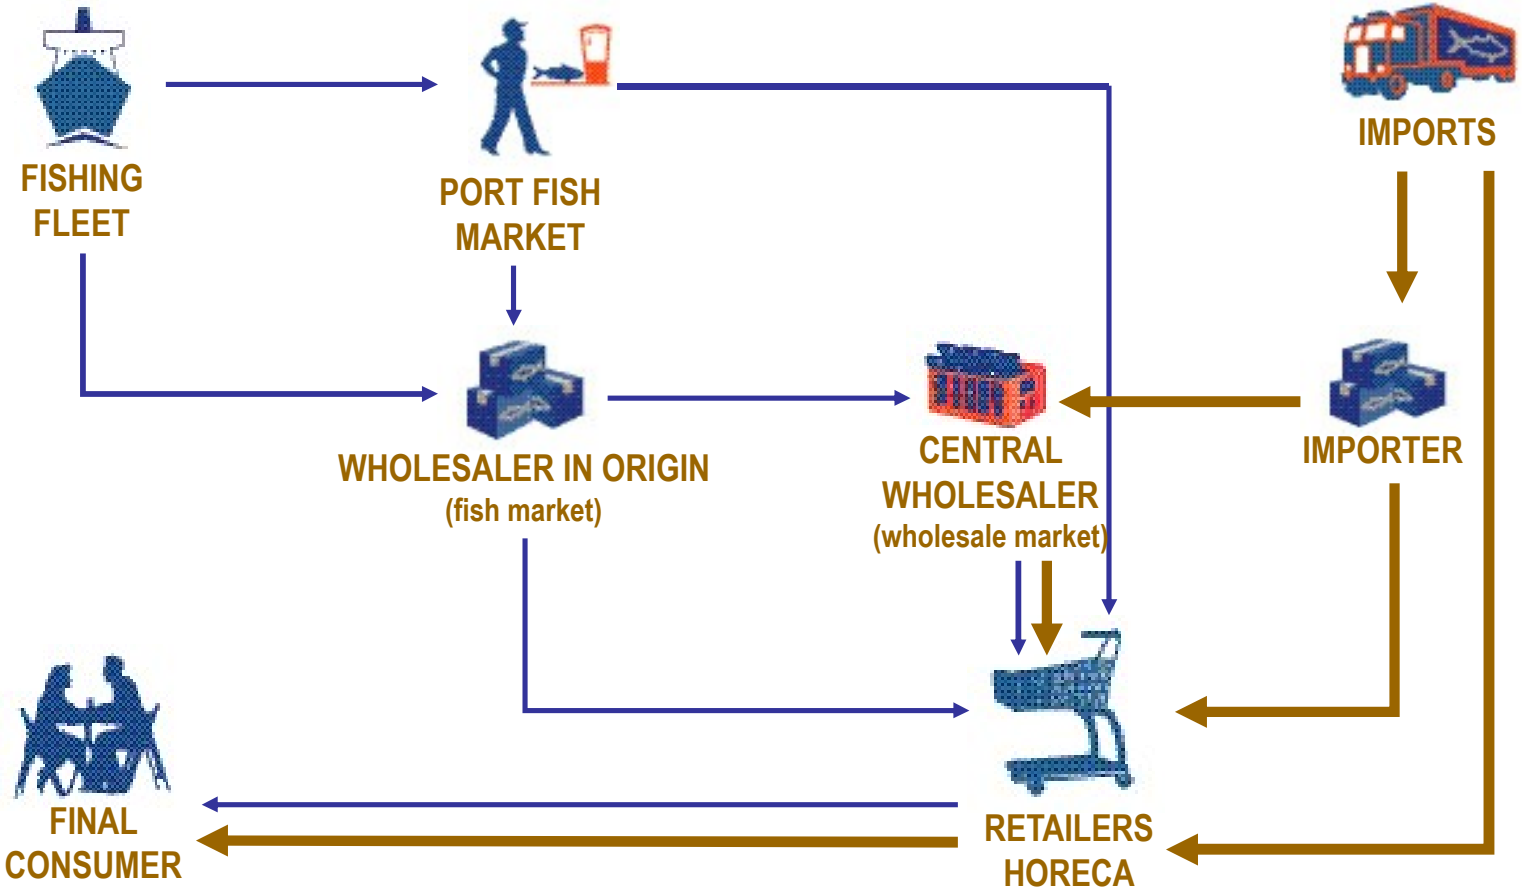 IMPORTS
FISHING
FLEET
PORT FISH
MARKET
WHOLESALER IN ORIGIN
(fish market)
CENTRAL
WHOLESALER
(wholesale market)
IMPORTER
FINAL
CONSUMER
RETAILERS
HORECA